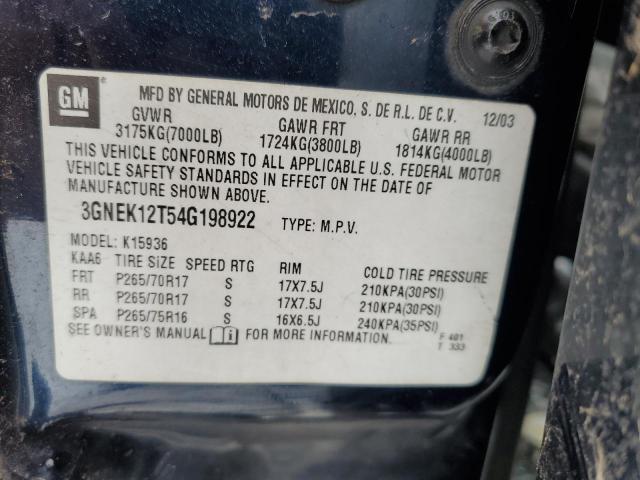 GM
MFD BY GENERAL MOTORS DE MEXICO, S. DE R.L. DE C.V. 12/03
GVWR GAWR FRT GAWR RR
3175KG(7000LB) 1724KG(3800LB) 1814KG(4000LB)
THIS VEHICLE CONFORMS TO ALL APPLICABLE U.S. FEDERAL MOTOR
VEHICLE SAFETY STANDARDS IN EFFECT ON THE DATE OF
MANUFACTURE SHOWN ABOVE.
3GNEK12T54G198922 TYPE: M.P.V.
MODEL: K15936
KAA6 TIRE SIZE SPEED RTG RIM COLD TIRE PRESSURE
FRT P265/70R17 S 17X7.5J 210KPA(30PSI)
RR P265/70R17 S 17X7.5J 210KPA(30PSI)
SPA P265/75R16 S 16X6.5J 240KPA(35PSI)
SEE OWNER'S MANUAL i FOR MORE INFORMATION.
F 401
T 333